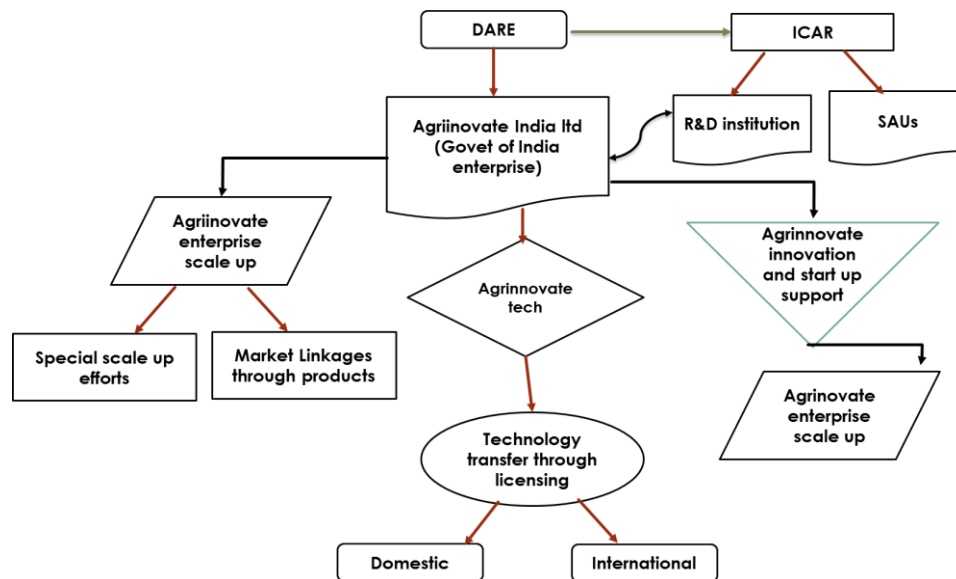 DARE
ICAR
Agriinovate India ltd
(Govet of India
enterprise)
R&D institution
SAUs
Agriinovate
enterprise
scale up
Agrinnovate
tech
Agrinnovate
innovation
and start up
support
Special scale up
efforts
Market Linkages
through products
Agrinovate
enterprise
scale up
Technology
transfer through
licensing
Domestic
International